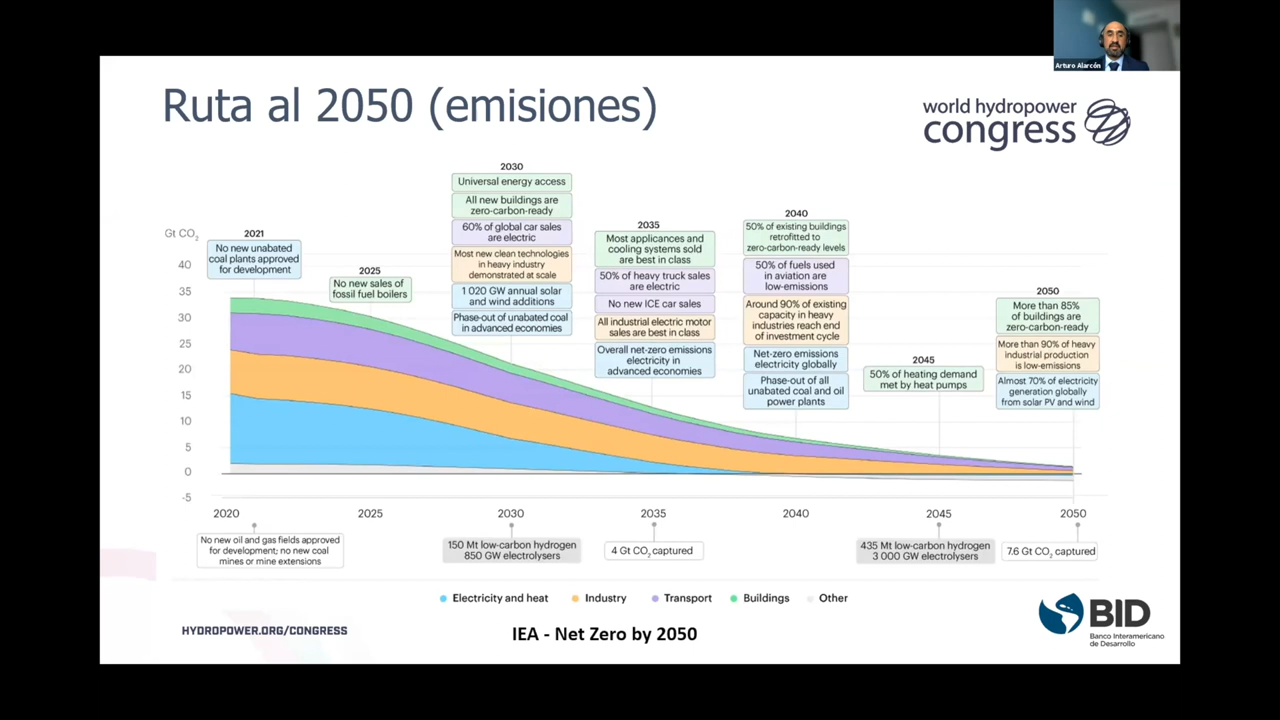 Arturo Alarcón
Ruta al 2050 (emisiones)
world hydropower
congress
Gt CO₂
40
35
30
25
20
15
10
5
0
-5
2021
No new unabated
coal plants approved
for development
2025
No new sales of
fossil fuel boilers
2030
Universal energy access
All new buildings are
zero-carbon-ready
60% of global car sales
are electric
Most new clean technologies
in heavy industry
demonstrated at scale
1 020 GW annual solar
and wind additions
Phase-out of unabated coal
in advanced economies
2035
Most applicances and
cooling systems sold
are best in class
50% of heavy truck sales
are electric
No new ICE car sales
All industrial electric motor
sales are best in class
Overall net-zero emissions
electricity in
advanced economies
2040
50% of existing buildings
retrofitted to
zero-carbon-ready levels
50% of fuels used
in aviation are
low-emissions
Around 90% of existing
capacity in heavy
industries reach end
of investment cycle
Net-zero emissions
electricity globally
Phase-out of all
unabated coal and oil
power plants
2045
50% of heating demand
met by heat pumps
2050
More than 85%
of buildings are
zero-carbon-ready
More than 90% of heavy
industrial production
is low-emissions
Almost 70% of electricity
generation globally
from solar PV and wind
2020
2025
2030
2035
2040
2045
2050
No new oil and gas fields approved
for development; no new coal
mines or mine extensions
150 Mt low-carbon hydrogen
850 GW electrolysers
4 Gt CO₂ captured
435 Mt low-carbon hydrogen
3 000 GW electrolysers
7.6 Gt CO₂ captured
Electricity and heat
Industry
Transport
Buildings
Other
HYDROPOWER.ORG/CONGRESS
IEA - Net Zero by 2050
BID
Banco Interamericano
de Desarrollo